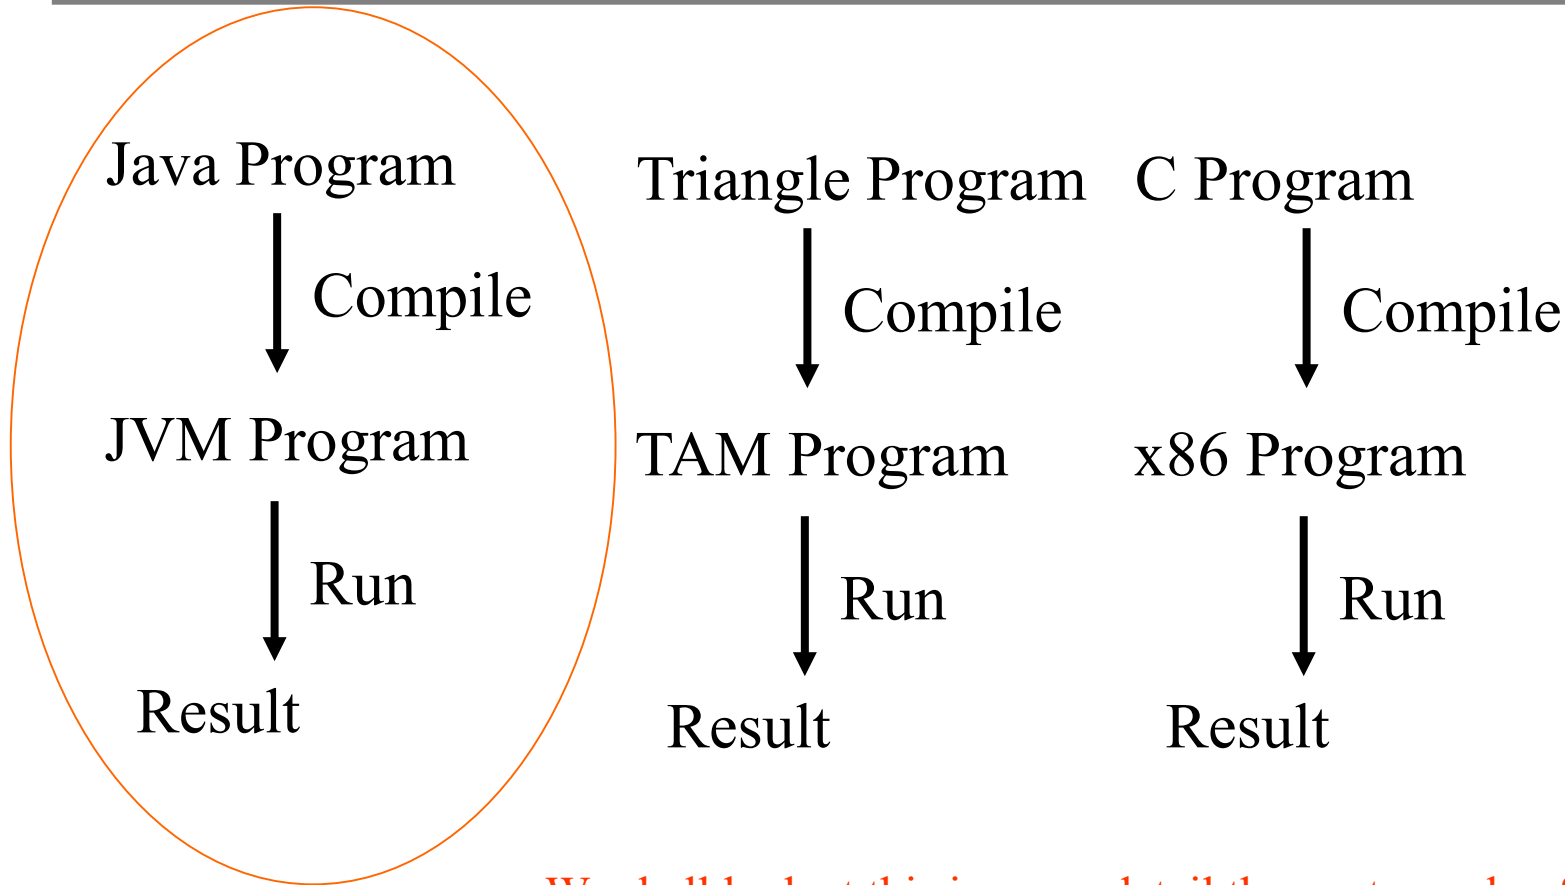 Java Program
Compile
JVM Program
Run
Result
Triangle Program
Compile
TAM Program
Run
Result
C Program
Compile
x86 Program
Run
Result